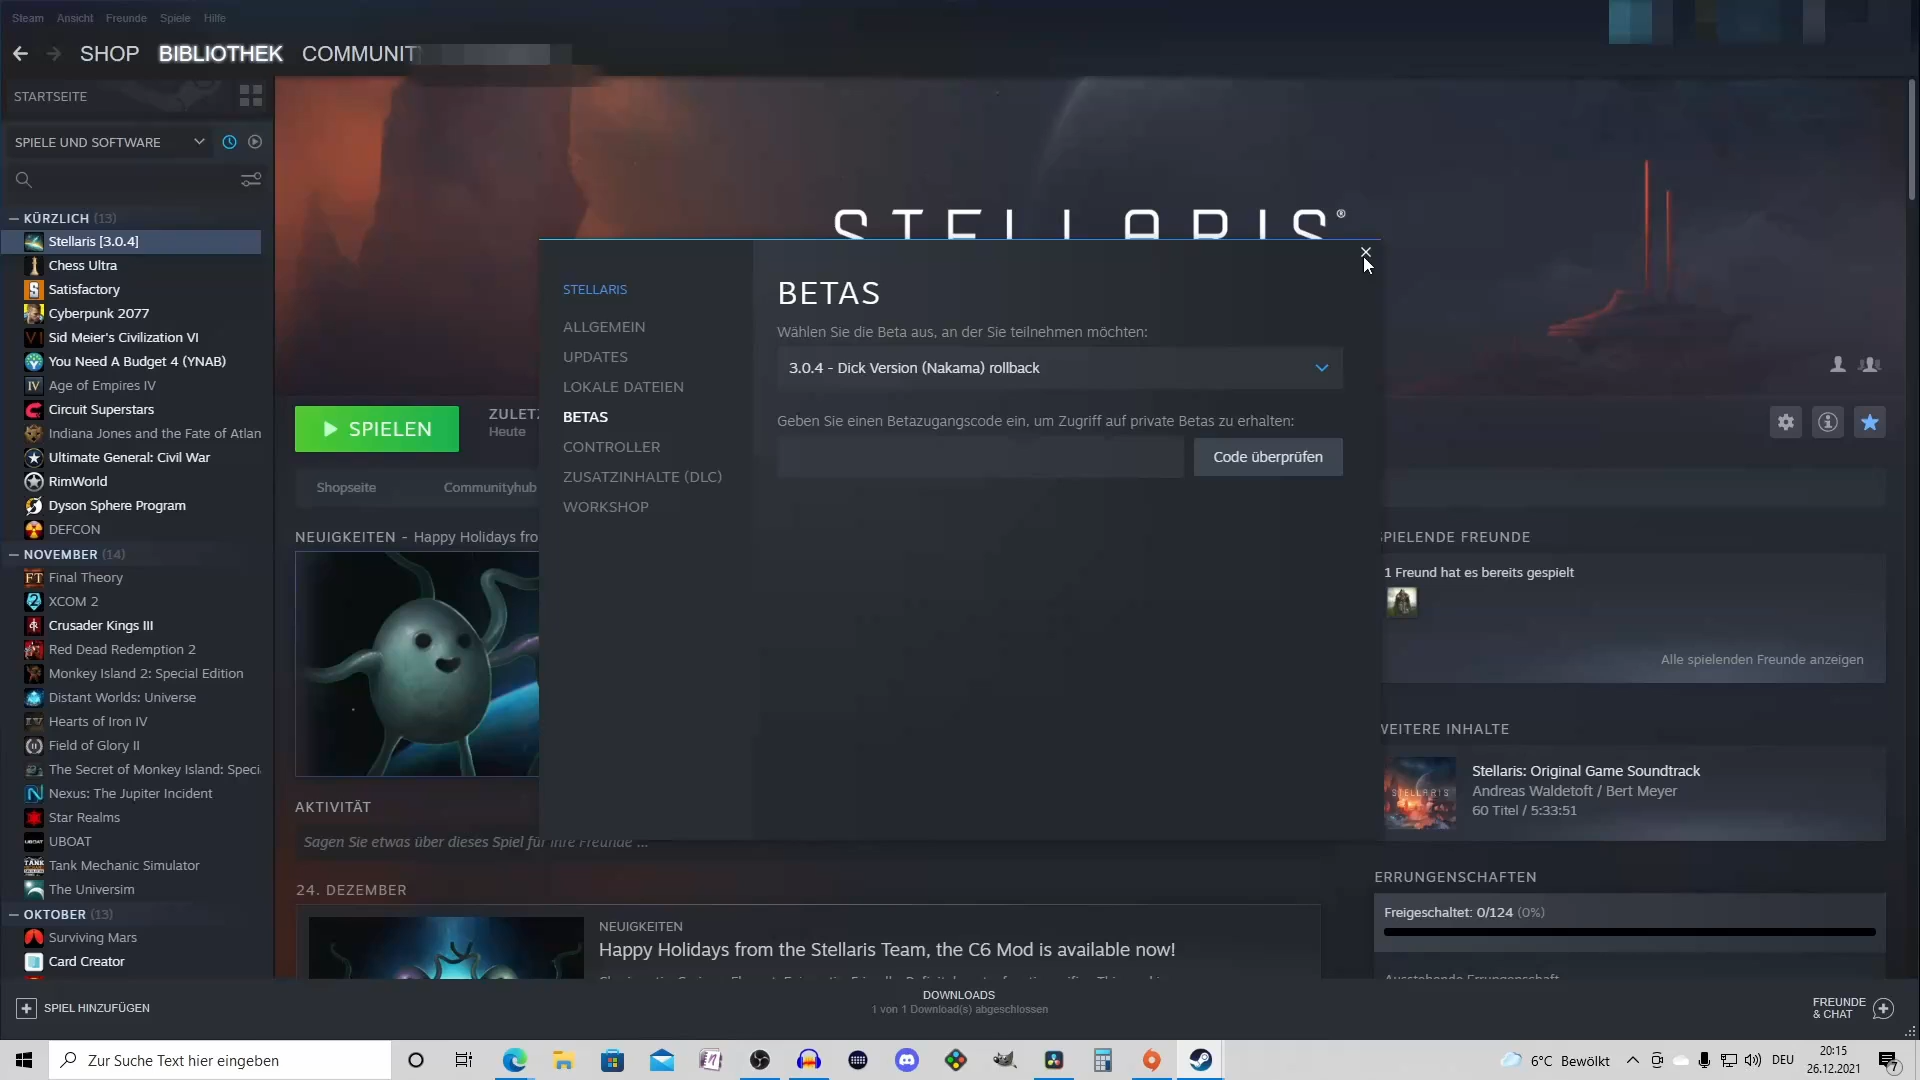 Steam Ansicht Freunde Spiele Hilfe
SHOP BIBLIOTHEK COMMUNIT
STARTSEITE
SPIELE UND SOFTWARE
KÜRZLICH (13)
Stellaris [3.0.4]
Chess Ultra
Satisfactory
Cyberpunk 2077
Sid Meier's Civilization VI
You Need A Budget 4 (YNAB)
Age of Empires IV
Circuit Superstars
Indiana Jones and the Fate of Atlan
Ultimate General: Civil War
RimWorld
Dyson Sphere Program
DEFCON
NOVEMBER (14)
Final Theory
XCOM 2
Crusader Kings III
Red Dead Redemption 2
Monkey Island 2: Special Edition
Distant Worlds: Universe
Hearts of Iron IV
Field of Glory II
The Secret of Monkey Island: Speci
Nexus: The Jupiter Incident
Star Realms
UBOAT
Tank Mechanic Simulator
The Universim
OKTOBER (13)
Surviving Mars
Card Creator
SPIEL HINZUFÜGEN
STELLARIS®
SPIELEN
ZULETZ
Heute
Shopseite Communityhub
NEUIGKEITEN - Happy Holidays fro
AKTIVITÄT
Sagen Sie etwas über dieses Spiel für Ihre Freunde ...
24. DEZEMBER
NEUIGKEITEN
Happy Holidays from the Stellaris Team, the C6 Mod is available now!
STELLARIS
ALLGEMEIN
UPDATES
LOKALE DATEIEN
BETAS
CONTROLLER
ZUSATZINHALTE (DLC)
WORKSHOP
BETAS
Wählen Sie die Beta aus, an der Sie teilnehmen möchten:
3.0.4 - Dick Version (Nakama) rollback
Geben Sie einen Betazugangscode ein, um Zugriff auf private Betas zu erhalten:
Code überprüfen
SPIELENDE FREUNDE
1 Freund hat es bereits gespielt
Alle spielenden Freunde anzeigen
WEITERE INHALTE
STELLARIS
Stellaris: Original Game Soundtrack
Andreas Waldetoft / Bert Meyer
60 Titel / 5:33:51
ERRUNGENSCHAFTEN
Freigeschaltet: 0/124 (0%)
DOWNLOADS
1 von 1 Download(s) abgeschlossen
FREUNDE
& CHAT
Zur Suche Text hier eingeben
6°C Bewölkt
DEU
20:15
26.12.2021
7